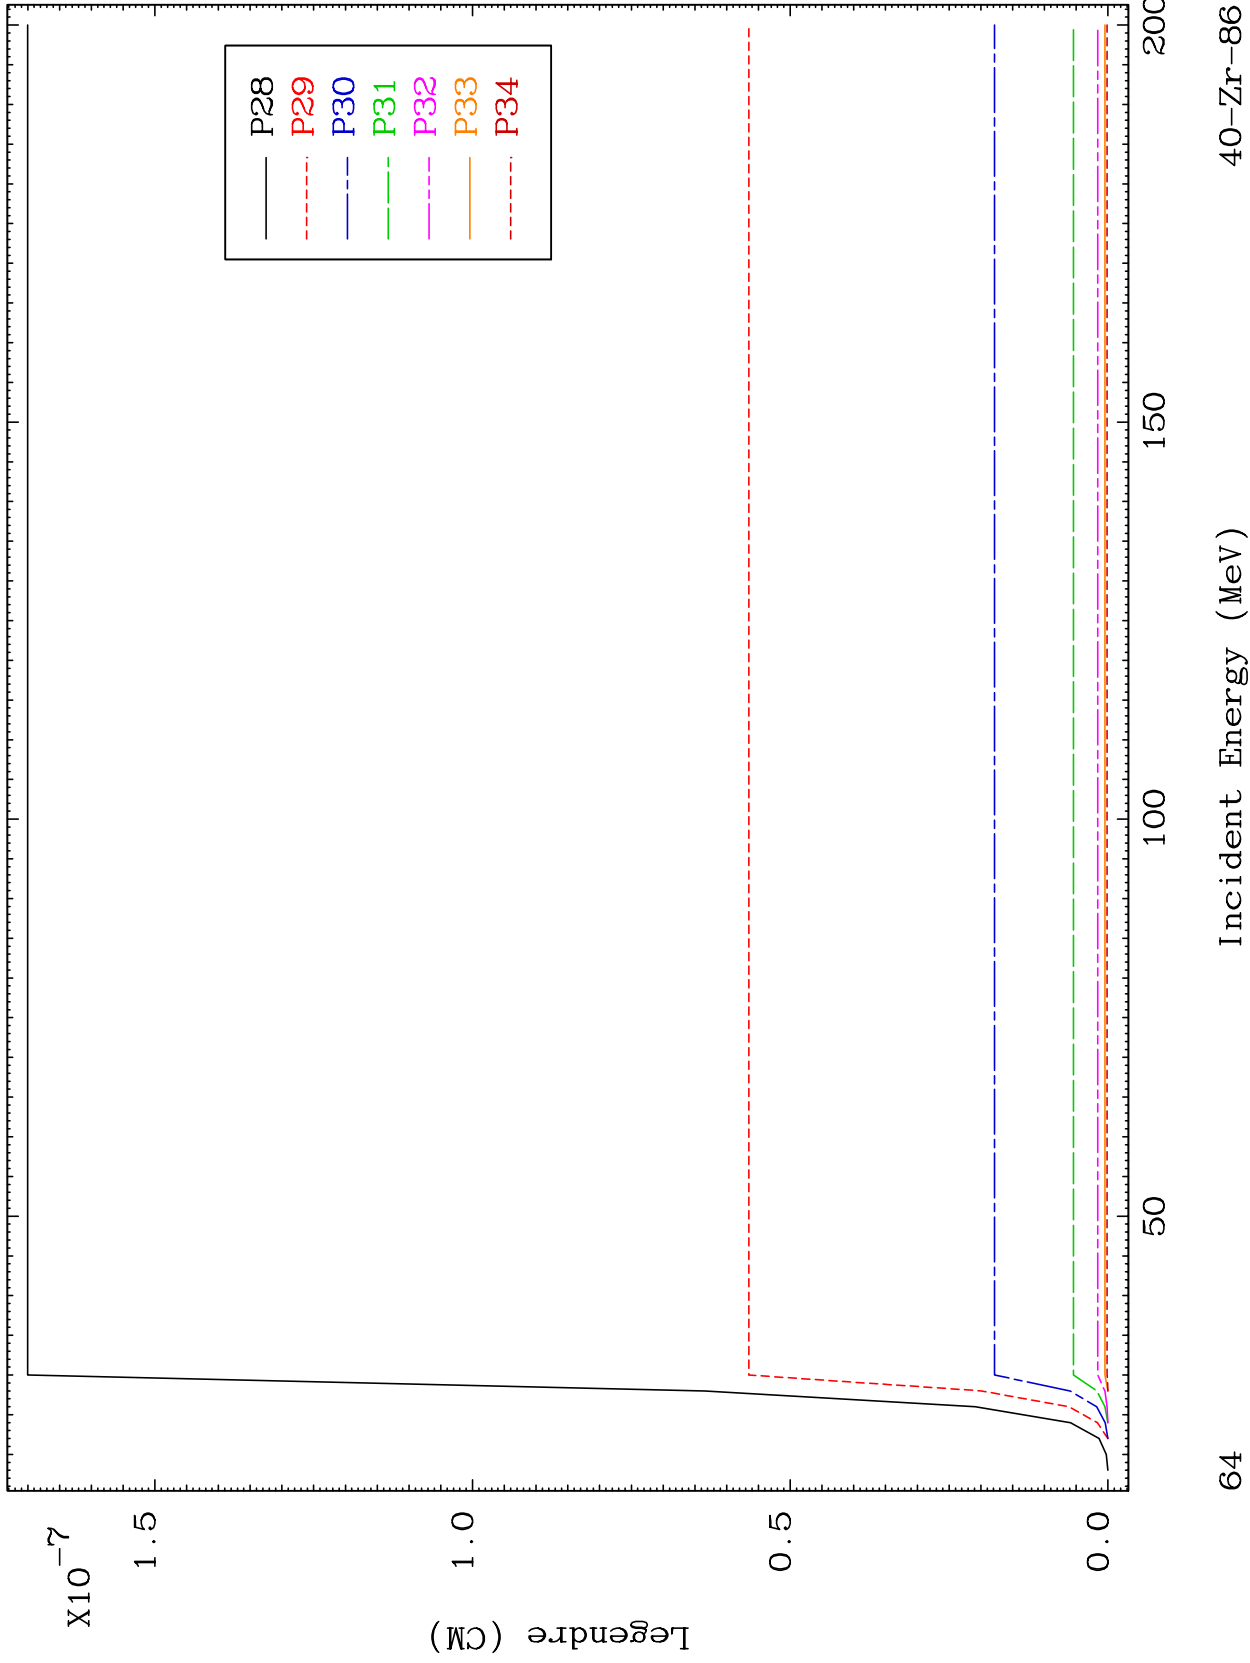 X10-7
1.5
1.0
0.5
0.0
Legendre (CM)
P28
P29
P30
P31
P32
P33
P34
50
100
150
200
64
Incident Energy (MeV)
40-Zr-86